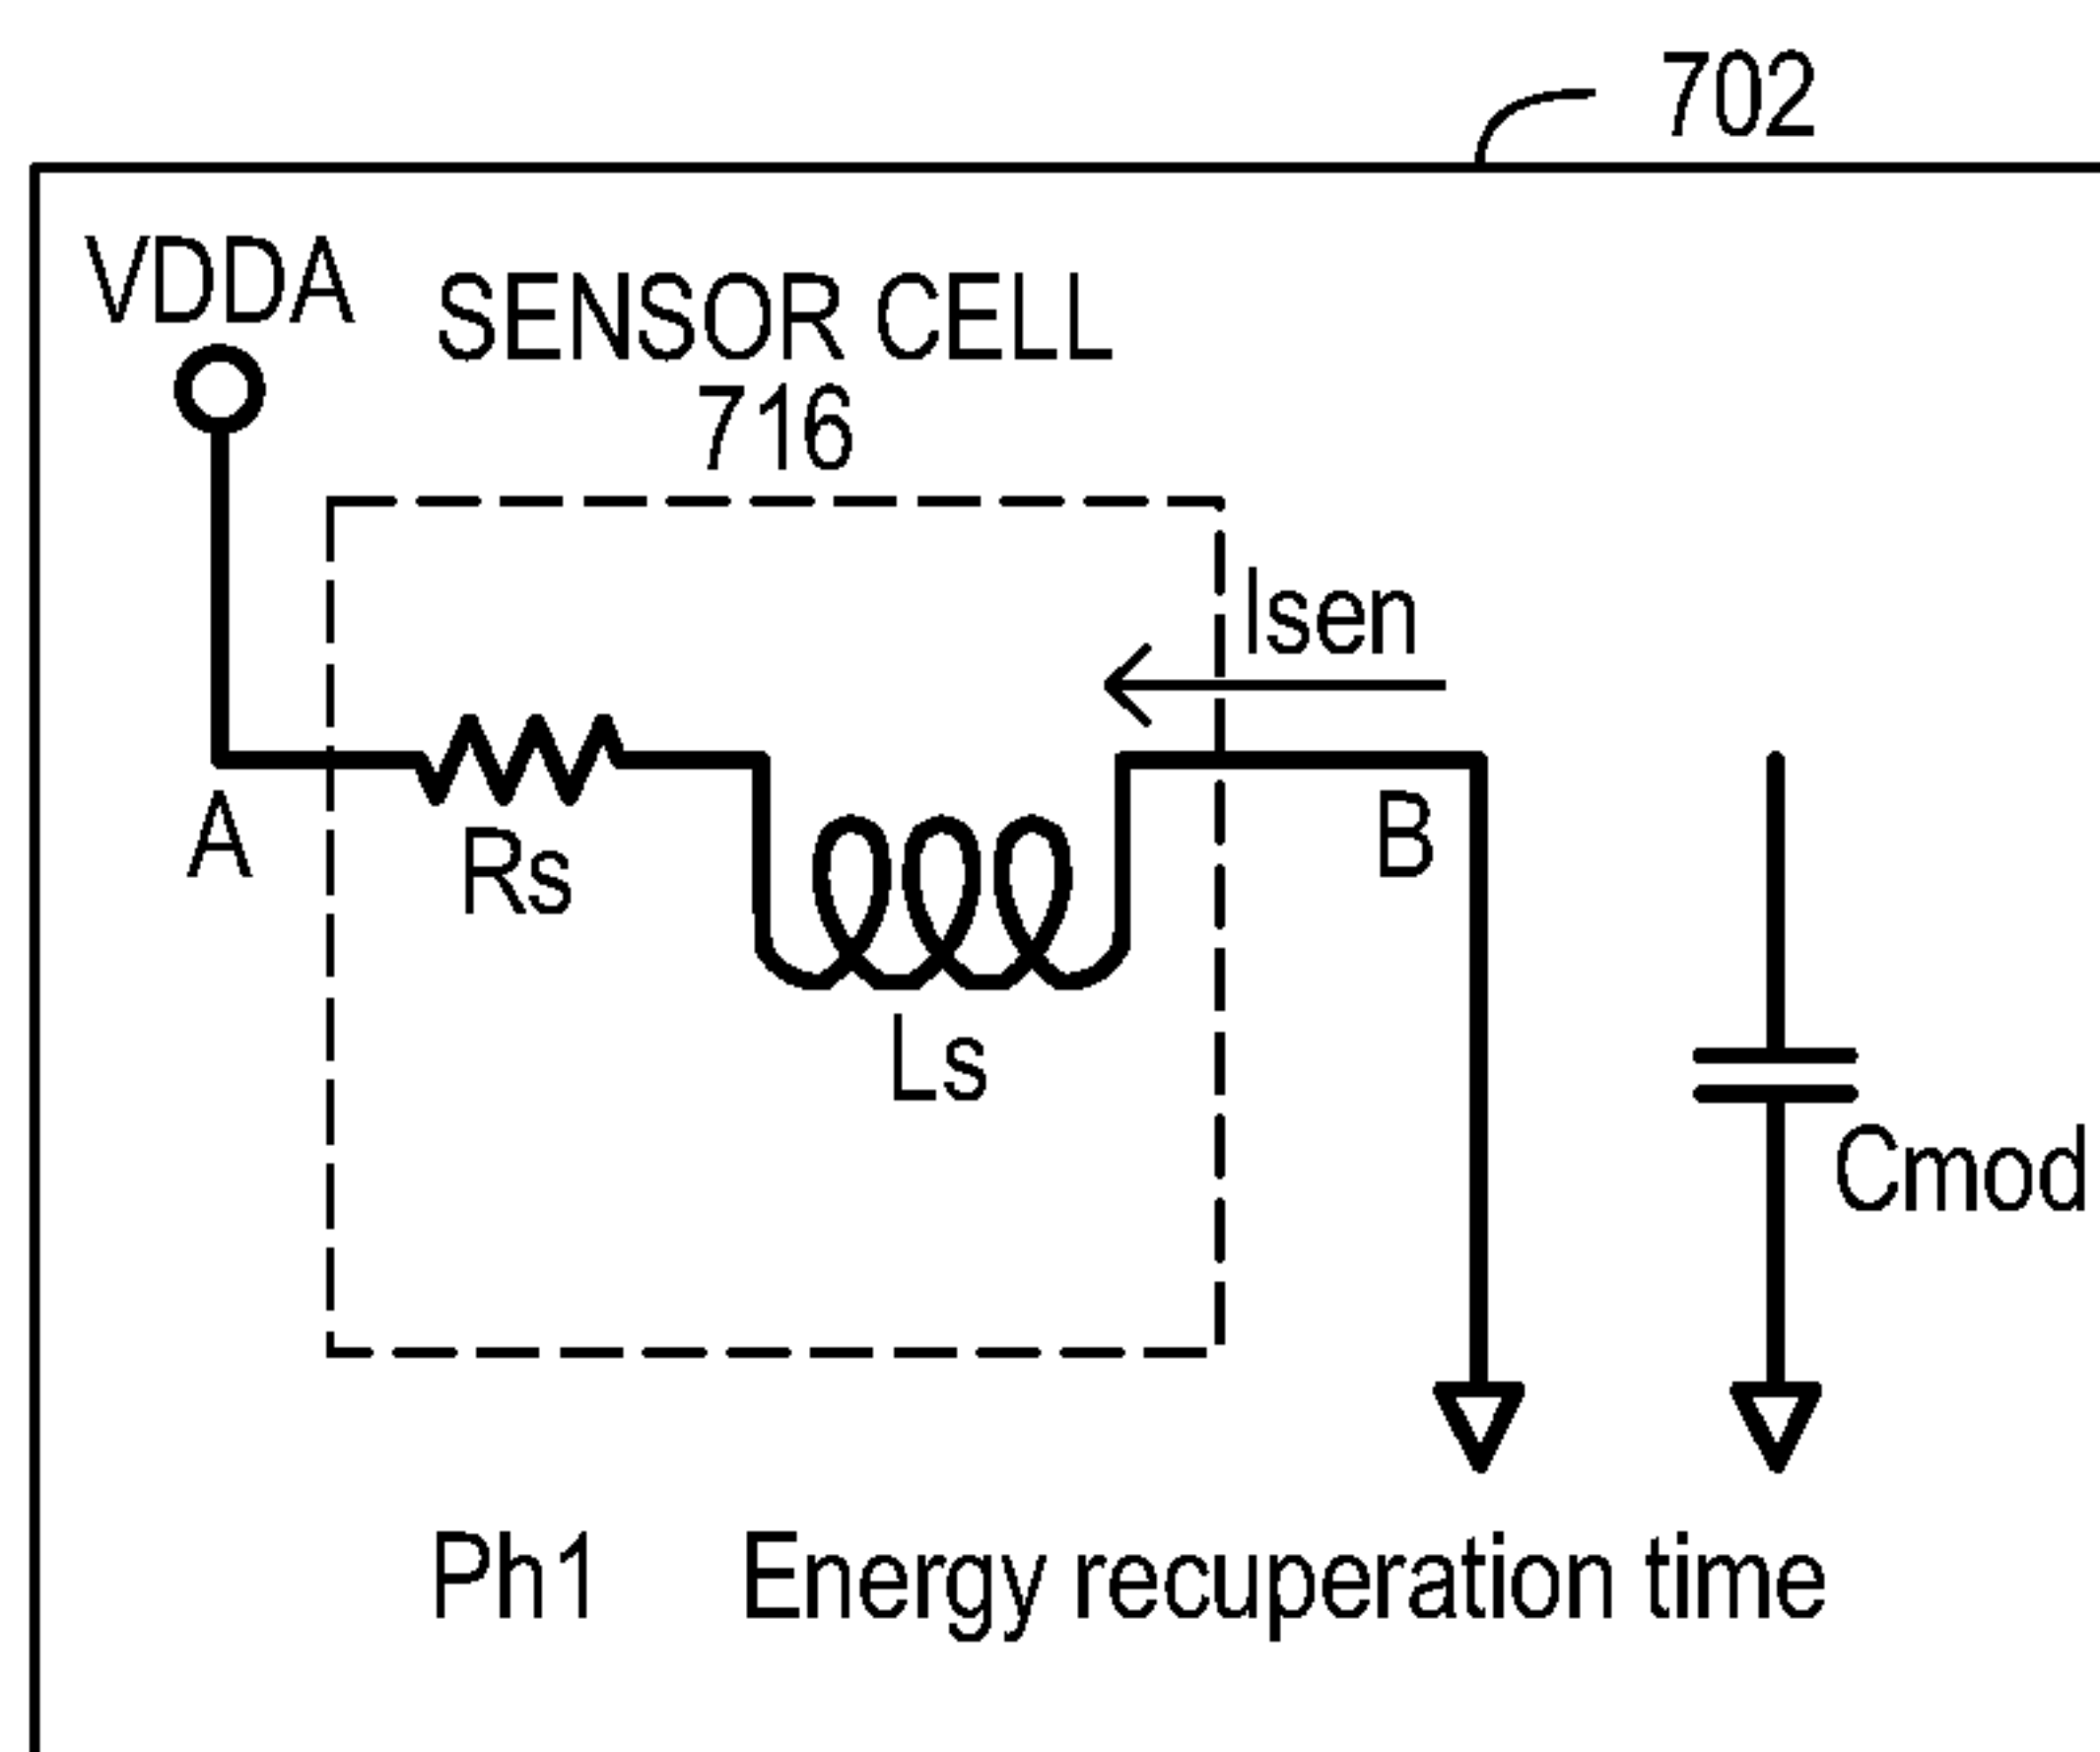 702
VDDA
SENSOR CELL
716
Isen
A
Rs
B
Ls
Cmod
Ph1 Energy recuperation time